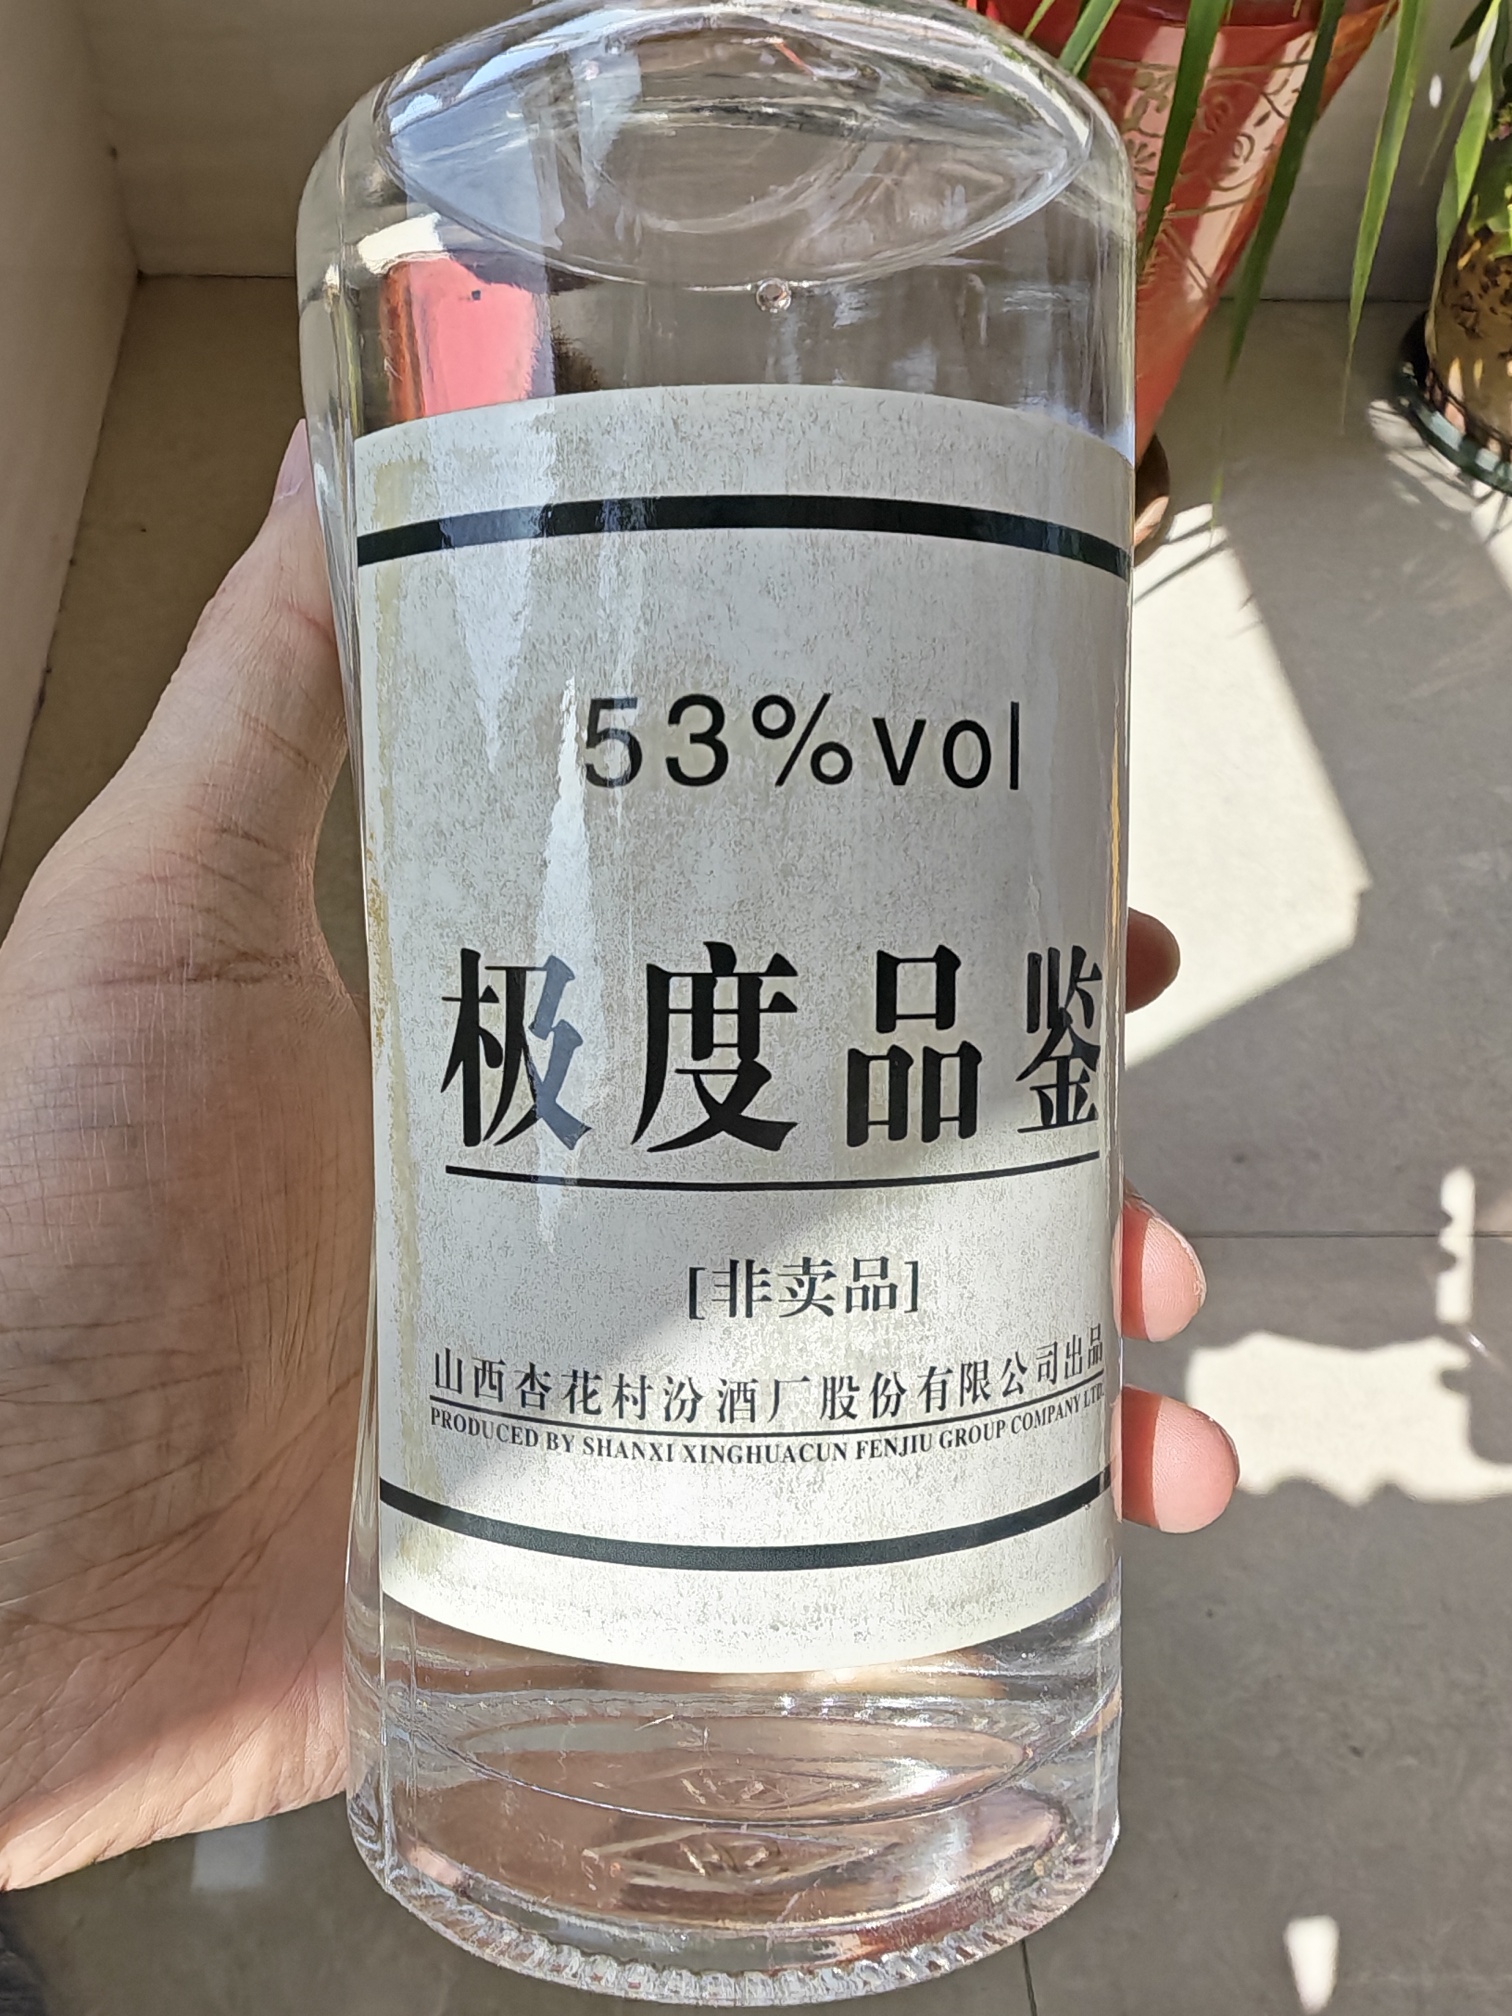 53%vol
极度品鉴
[非卖品]
山西杏花村汾酒厂股份有限公司出品
PRODUCED BY SHANXI XINGHUACUN FENJIU GROUP COMPANY LTD.